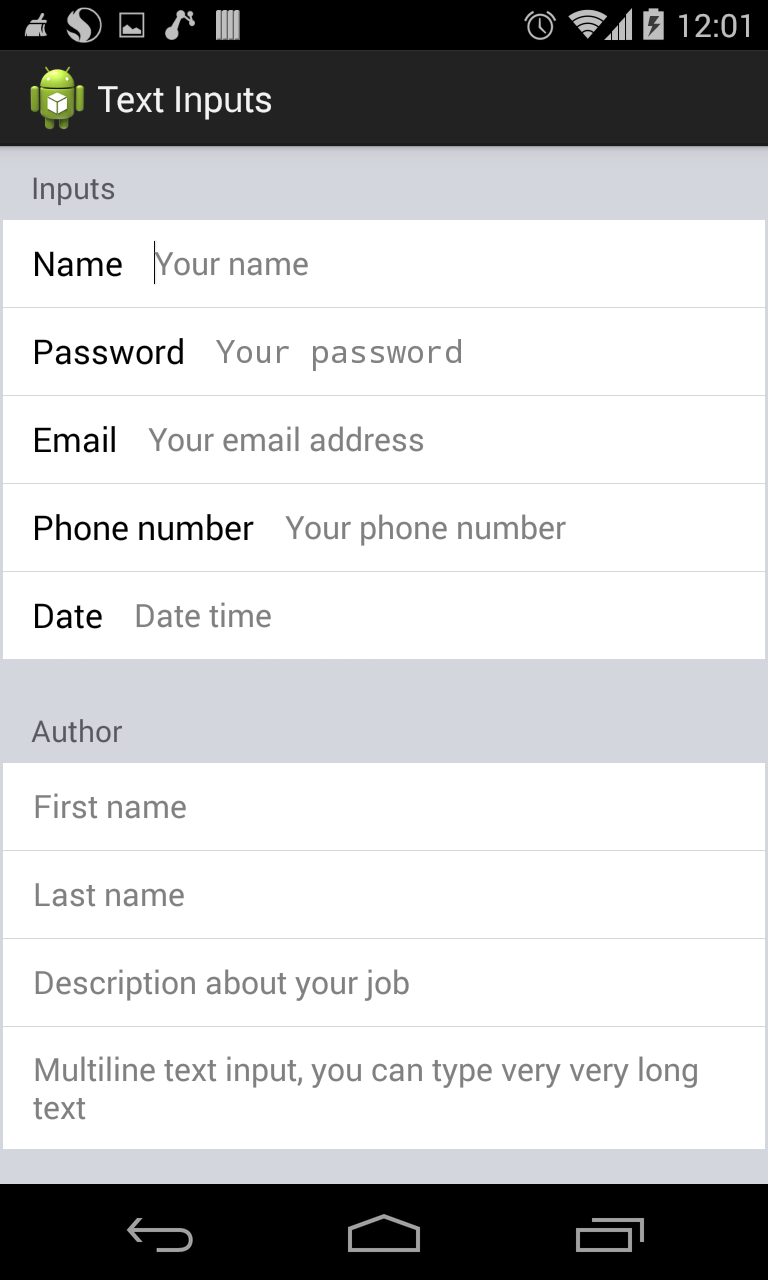 12:01
Text Inputs
Inputs
Name Your name
Password Your password
Email Your email address
Phone number Your phone number
Date Date time
Author
First name
Last name
Description about your job
Multiline text input, you can type very very long
text